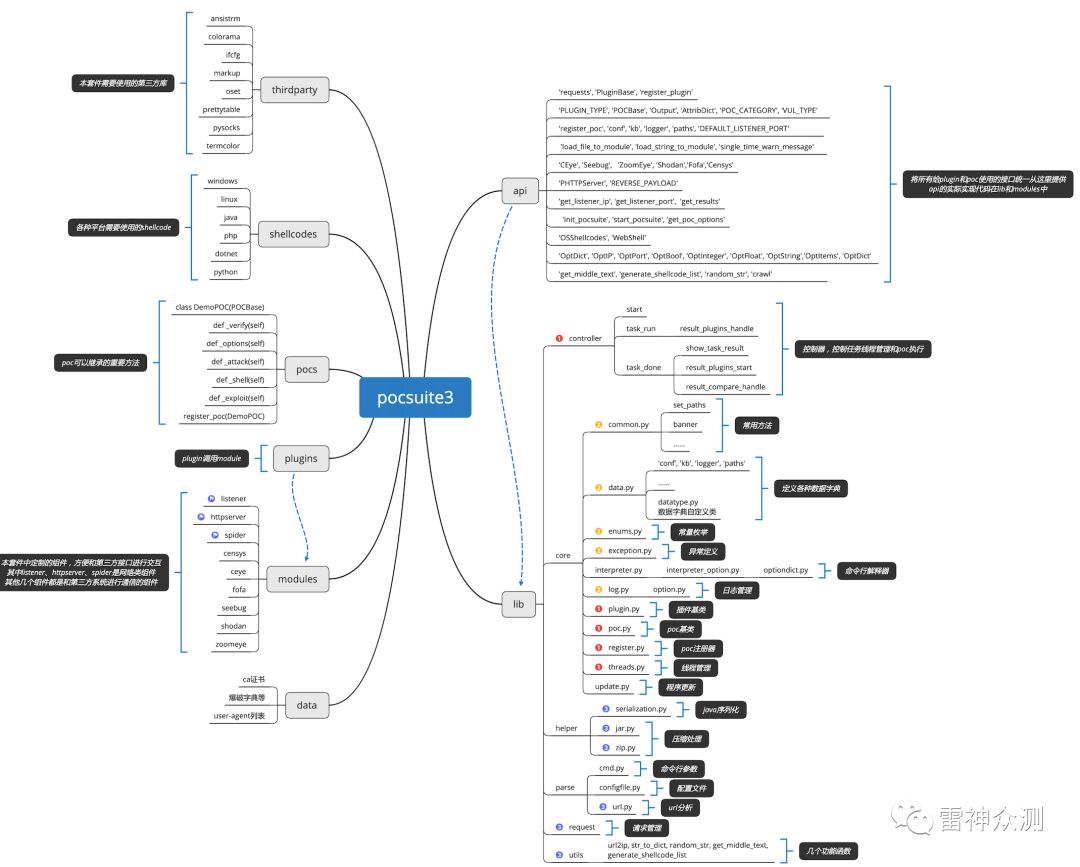 pocsuite3
thirdparty
ansistrm
colorama
ifcfg
markup
oset
prettytable
pysocks
termcolor
本套件需要使用的第三方库
shellcodes
windows
linux
java
php
dotnet
python
各种平台需要使用的shellcode
pocs
class DemoPOC(POCBase)
def _verify(self)
def _options(self)
def _attack(self)
def _shell(self)
def _exploit(self)
register_poc(DemoPOC)
poc可以继承的重要方法
plugins
plugin调用module
modules
listener
httpserver
spider
censys
ceye
fofa
seebug
shodan
zoomeye
本套件中定制的组件，方便和第三方接口进行交互
其中listener、httpserver、spider是网络类组件
其他几个组件都是和第三方系统进行通信的组件
data
ca证书
爆破字典等
user-agent列表
api
'requests', 'PluginBase', 'register_plugin'
'PLUGIN_TYPE', 'POCBase', 'Output', 'AttribDict', 'POC_CATEGORY', 'VUL_TYPE'
'register_poc', 'conf', 'kb', 'logger', 'paths', 'DEFAULT_LISTENER_PORT'
'load_file_to_module', 'load_string_to_module', 'single_time_warn_message'
'CEye', 'Seebug', 'ZoomEye', 'Shodan','Fofa','Censys'
'PHTTPServer', 'REVERSE_PAYLOAD'
'get_listener_ip', 'get_listener_port', 'get_results'
'init_pocsuite', 'start_pocsuite', 'get_poc_options'
'OSShellcodes', 'WebShell'
'OptDict', 'OptIP', 'OptPort', 'OptBool', 'OptInteger', 'OptFloat', 'OptString','OptItems', 'OptDict'
'get_middle_text', 'generate_shellcode_list', 'random_str', 'crawl'
将所有给plugin和poc使用的接口统一从这里提供
api的实际实现代码在lib和modules中
lib
1 controller
start
task_run
result_plugins_handle
task_done
show_task_result
result_plugins_start
result_compare_handle
控制器，控制任务线程管理和poc执行
core
2 common.py
set_paths
banner
......
常用方法
2 data.py
'conf', 'kb', 'logger', 'paths'
......
datatype.py
数据字典自定义类
定义各种数据字典
2 enums.py
常量枚举
2 exception.py
异常定义
interpreter.py
interpreter_option.py
optiondict.py
命令行解释器
2 log.py
option.py
日志管理
1 plugin.py
插件基类
1 poc.py
poc基类
1 register.py
poc注册器
1 threads.py
线程管理
update.py
程序更新
helper
3 serialization.py
java序列化
3 jar.py
3 zip.py
压缩处理
parse
cmd.py
命令行参数
configfile.py
配置文件
3 url.py
url分析
3 request
请求管理
3 utils
url2ip, str_to_dict, random_str, get_middle_text,
generate_shellcode_list
几个功能函数
雷神众测